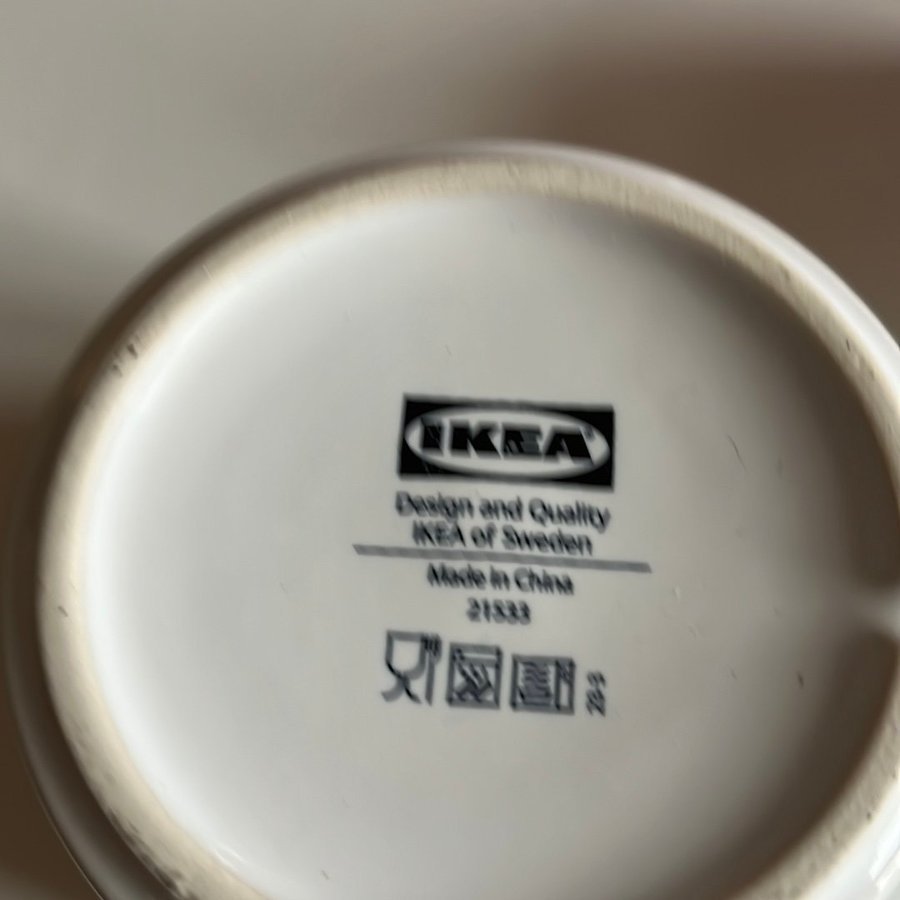 IKEA
Design and Quality
IKEA of Sweden
Made in China
21533